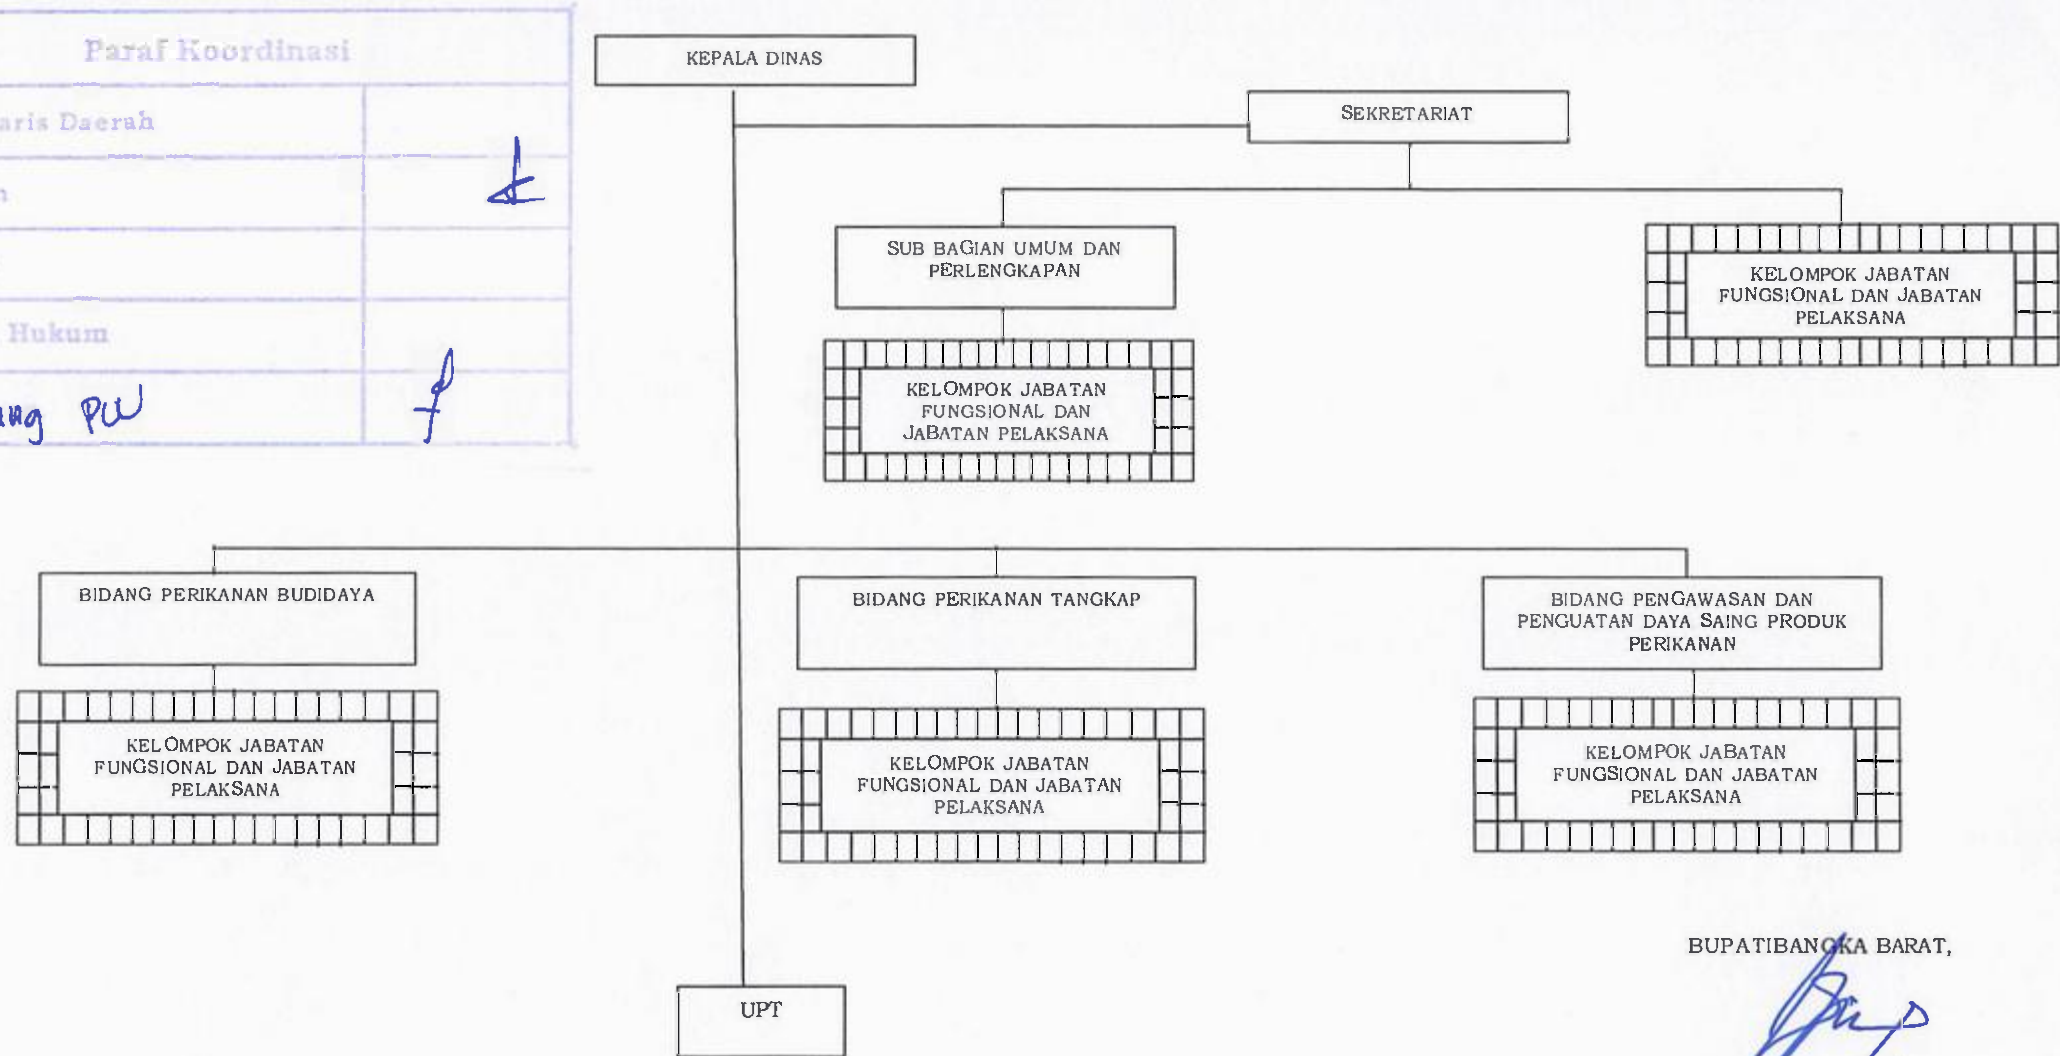 Paraf Koordinasi
aris Daerah
Hukum
ung PW
KEPALA DINAS
SEKRETARIAT
SUB BAGIAN UMUM DAN
PERLENGKAPAN
KELOMPOK JABATAN
FUNGSIONAL DAN JABATAN
PELAKSANA
KELOMPOK JABATAN
FUNGSIONAL DAN
JABATAN PELAKSANA
BIDANG PERIKANAN BUDIDAYA
BIDANG PERIKANAN TANGKAP
BIDANG PENGAWASAN DAN
PENGUATAN DAYA SAING PRODUK
PERIKANAN
KELOMPOK JABATAN
FUNGSIONAL DAN JABATAN
PELAKSANA
KELOMPOK JABATAN
FUNGSIONAL DAN JABATAN
PELAKSANA
KELOMPOK JABATAN
FUNGSIONAL DAN JABATAN
PELAKSANA
BUPATIBANGKA BARAT,
UPT